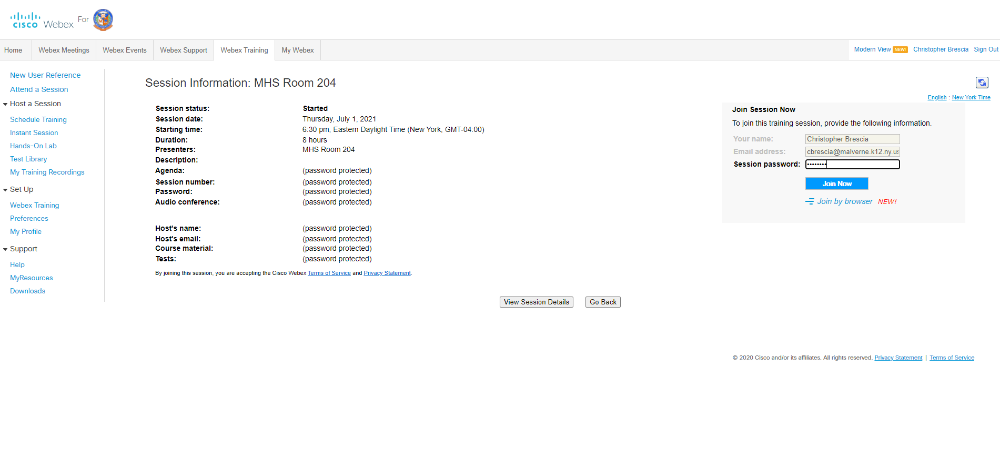 cisco Webex For
Home Webex Meetings Webex Events Webex Support Webex Training My Webex Modern View NEW! Christopher Brescia Sign Out
New User Reference
Attend a Session
Host a Session
Schedule Training
Instant Session
Hands-On Lab
Test Library
My Training Recordings
Set Up
Webex Training
Preferences
My Profile
Support
Help
MyResources
Downloads
Session Information: MHS Room 204
English : New York Time
Session status: Started
Session date: Thursday, July 1, 2021
Starting time: 6:30 pm, Eastern Daylight Time (New York, GMT-04:00)
Duration: 8 hours
Presenters: MHS Room 204
Description:
Agenda: (password protected)
Session number: (password protected)
Password: (password protected)
Audio conference: (password protected)
Host's name: (password protected)
Host's email: (password protected)
Course material: (password protected)
Tests: (password protected)
By joining this session, you are accepting the Cisco Webex Terms of Service and Privacy Statement.
Join Session Now
To join this training session, provide the following information.
Your name: Christopher Brescia
Email address: cbrescia@malverne.k12.ny.us
Session password: ••••••••
Join Now
Join by browser NEW!
View Session Details Go Back
© 2020 Cisco and/or its affiliates. All rights reserved. Privacy Statement | Terms of Service